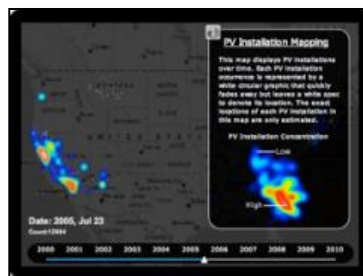 PV Installation Mapping
This map displays PV installations
over time. Each PV installation
occurrence is represented by a
white circular graphic that quickly
fades away but leaves a white spec
to denote its location. The exact
locations of each PV installation in
this map are only estimated.
PV Installation Concentration
Low
High
UNITED STATES
Date: 2005, Jul 23
2000 2001 2002 2003 2004 2005 2006 2007 2008 2009 2010